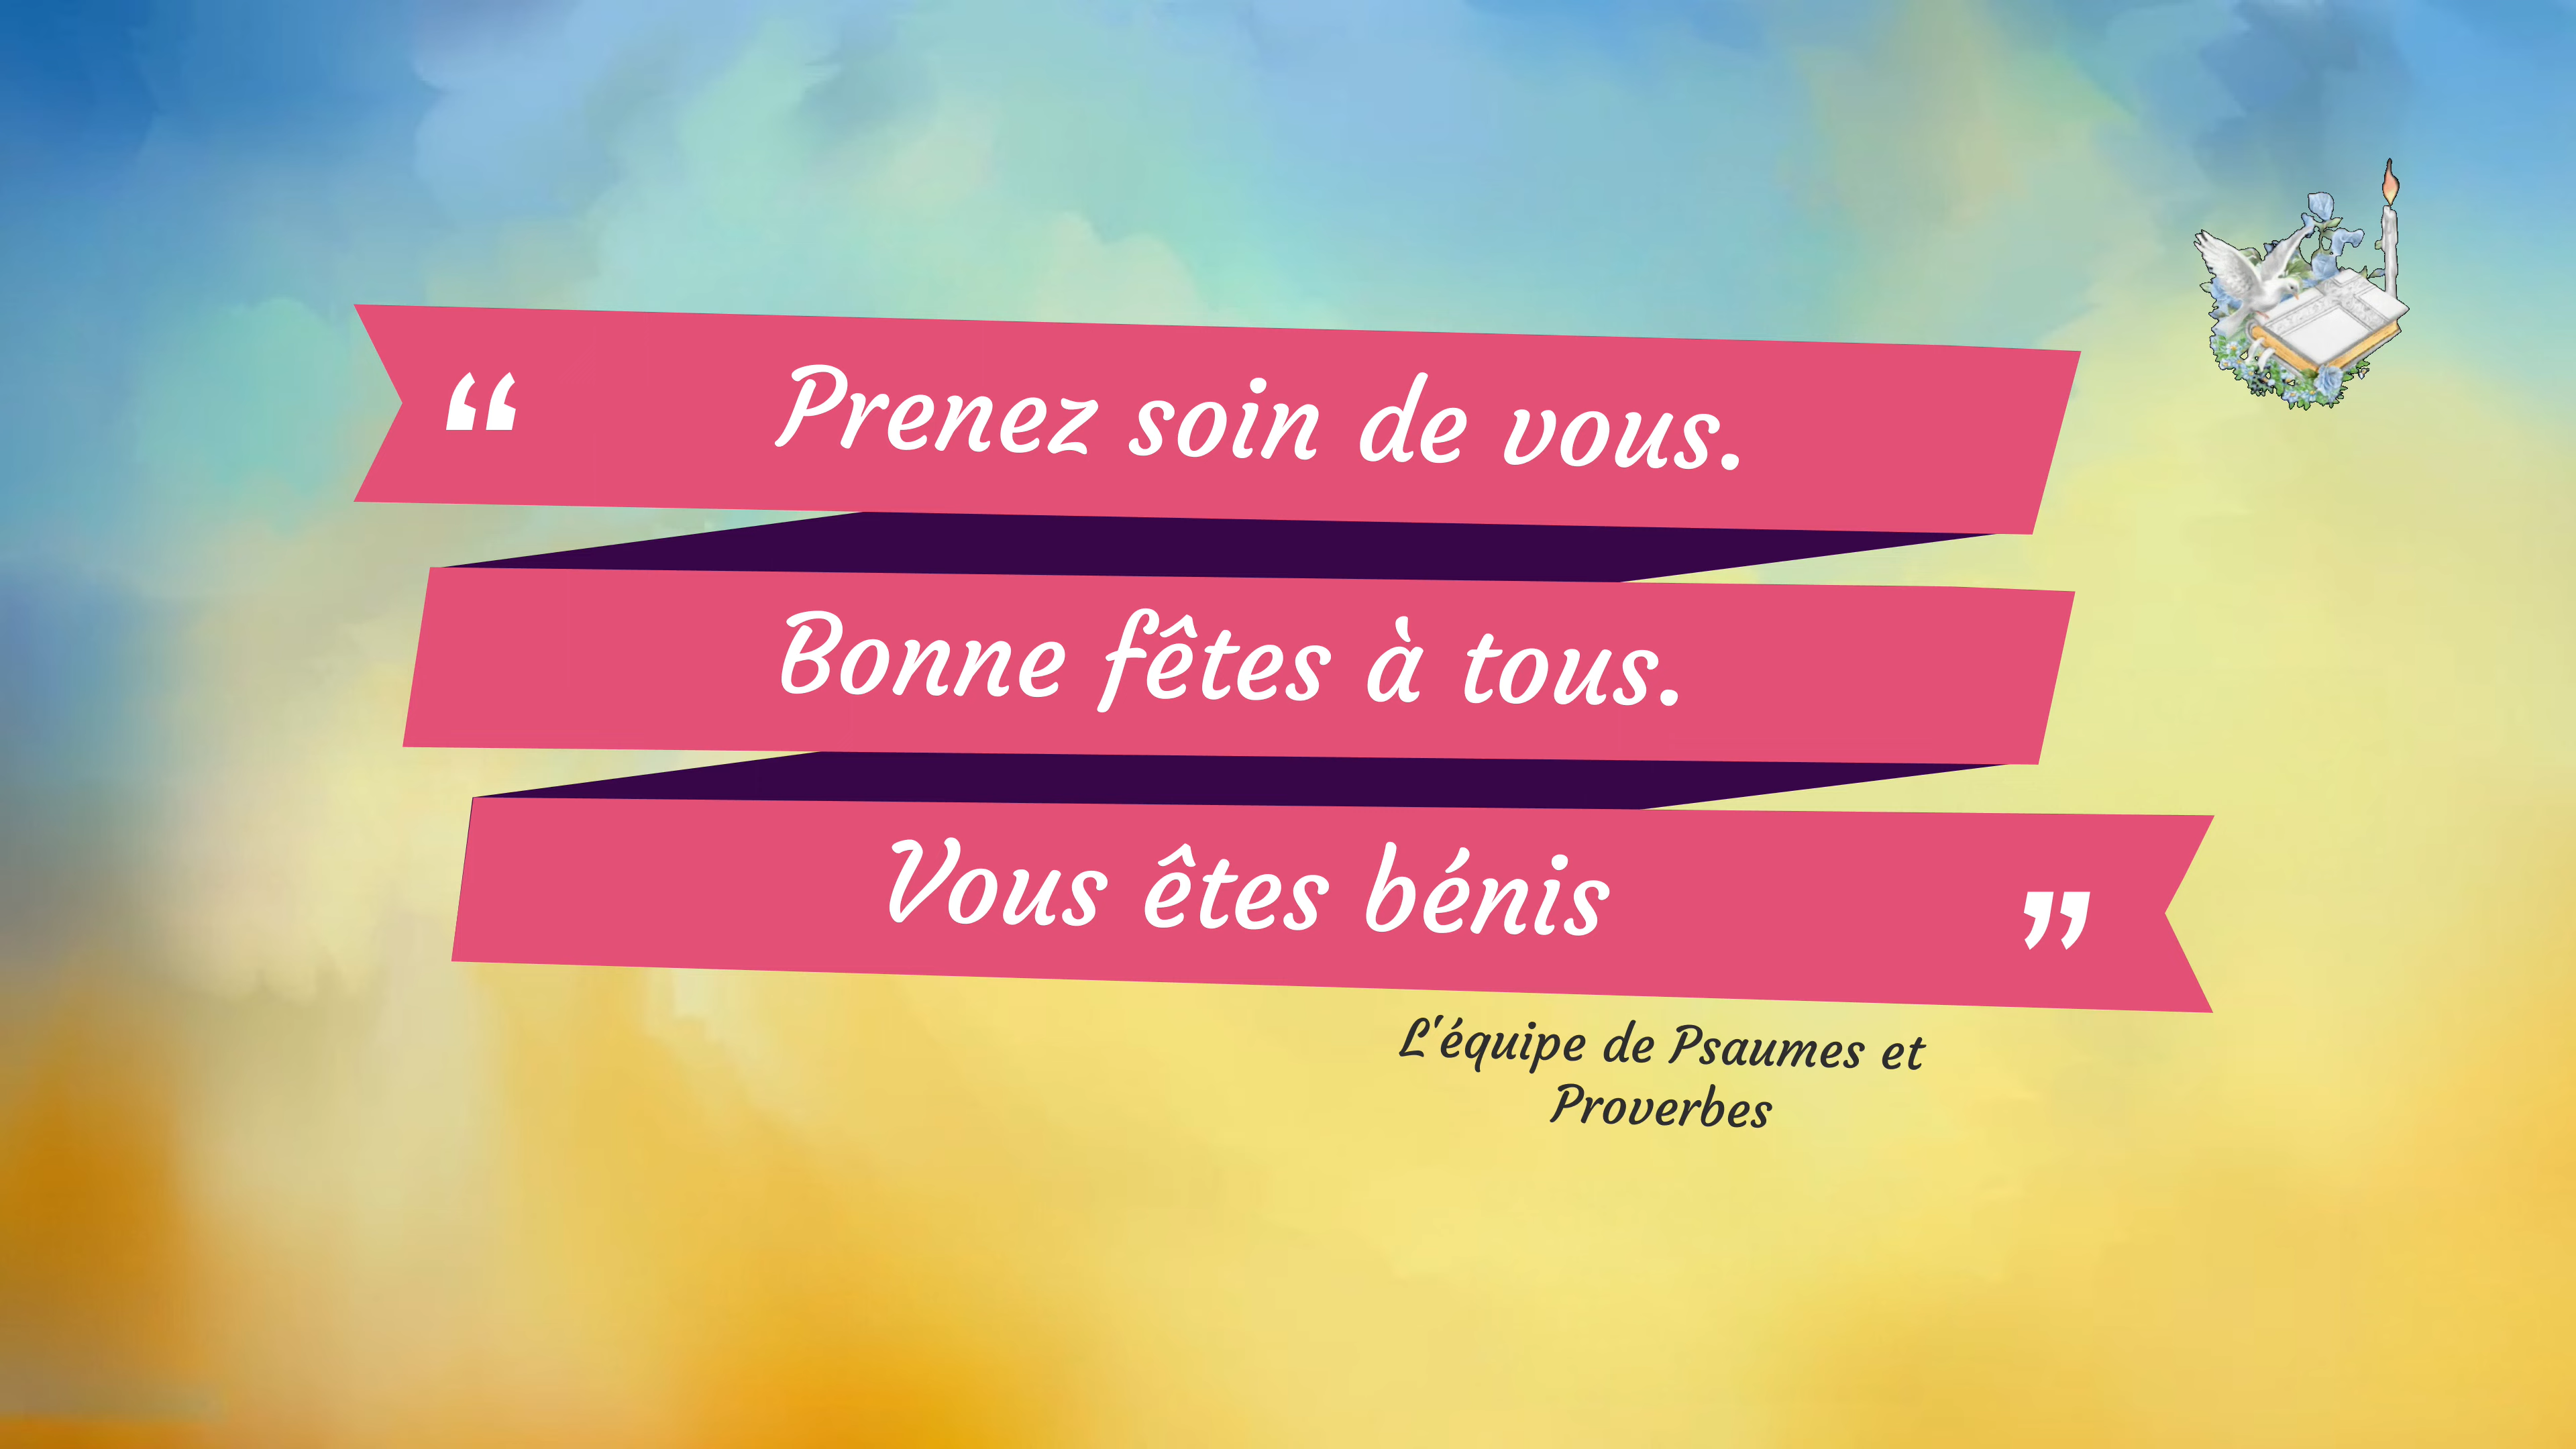 “ Prenez soin de vous.
Bonne fêtes à tous.
Vous êtes bénis ”
L'équipe de Psaumes et
Proverbes